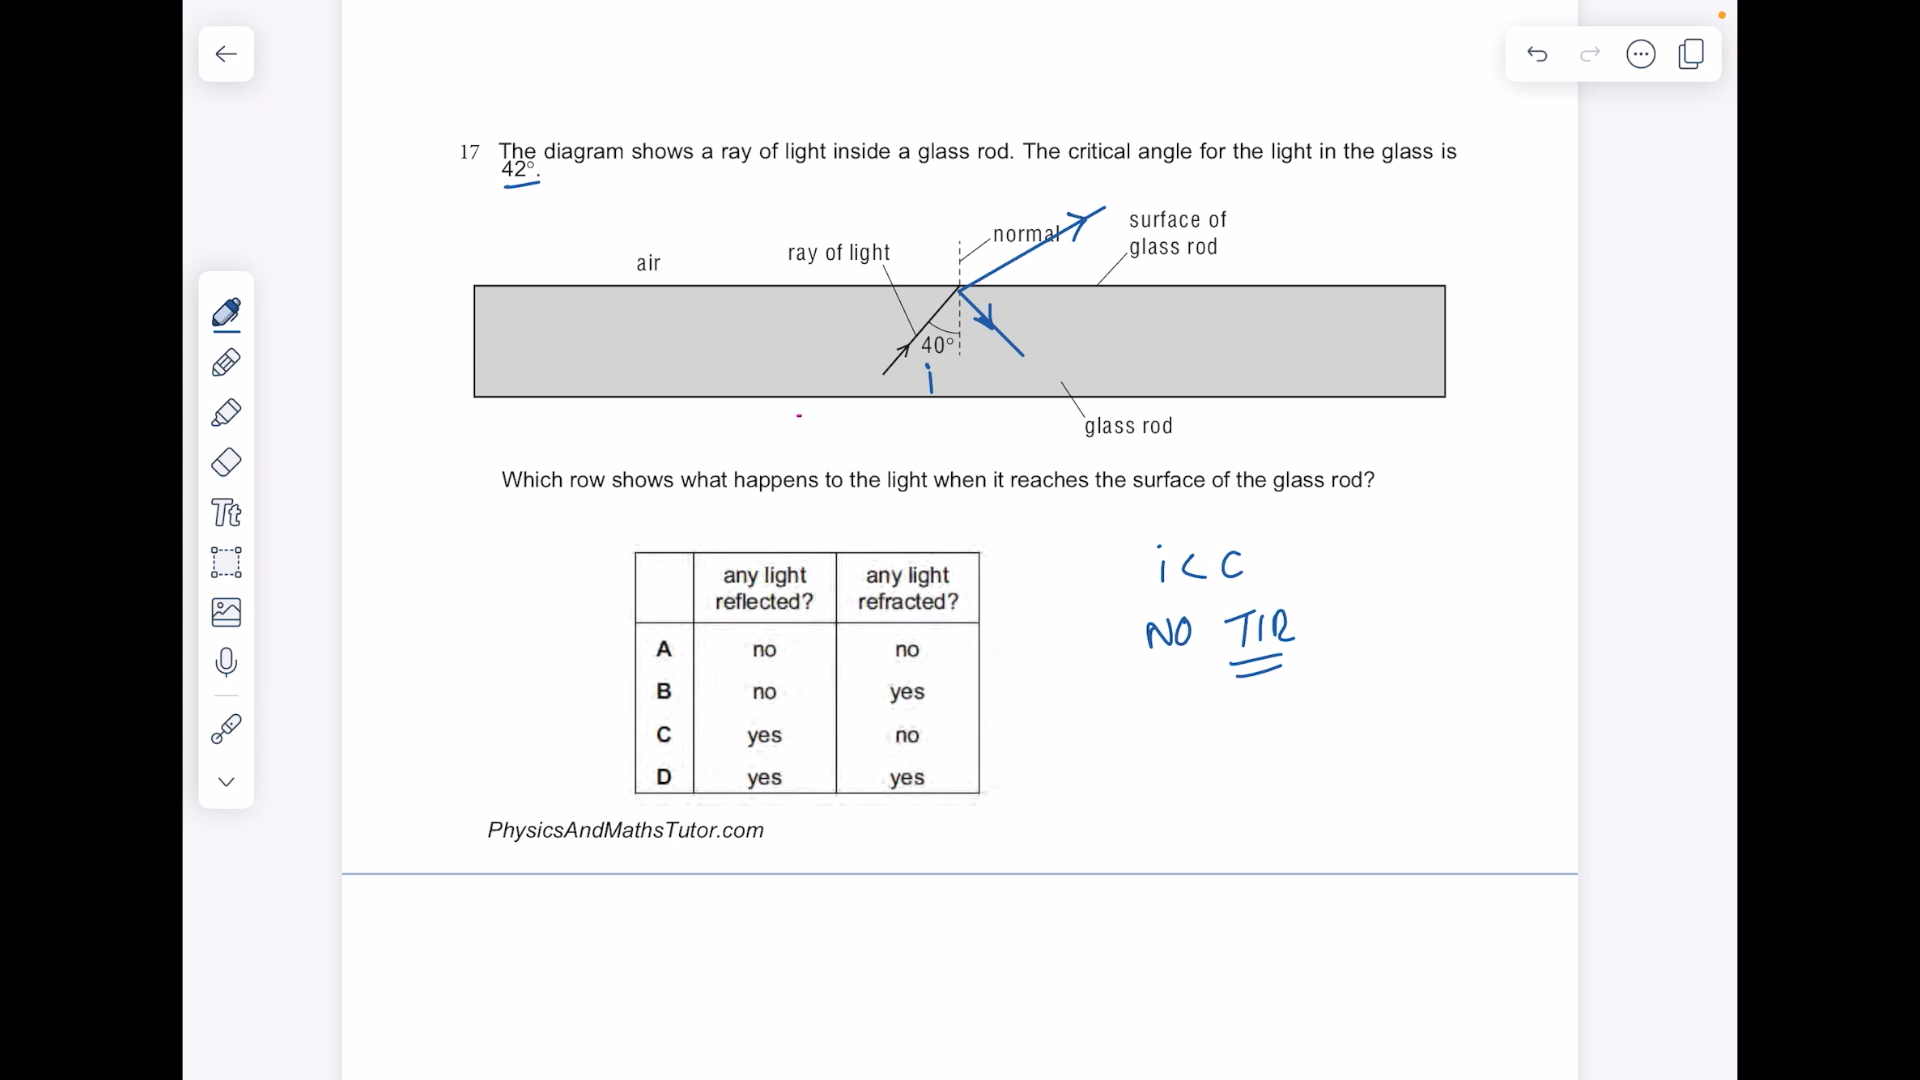 17 The diagram shows a ray of light inside a glass rod. The critical angle for the light in the glass is
42°.
normal
surface of
glass rod
ray of light
air
40°
i
glass rod
Which row shows what happens to the light when it reaches the surface of the glass rod?
any light reflected? any light refracted?
A no no
B no yes
C yes no
D yes yes
i < C
NO TIR
PhysicsAndMathsTutor.com
Tt